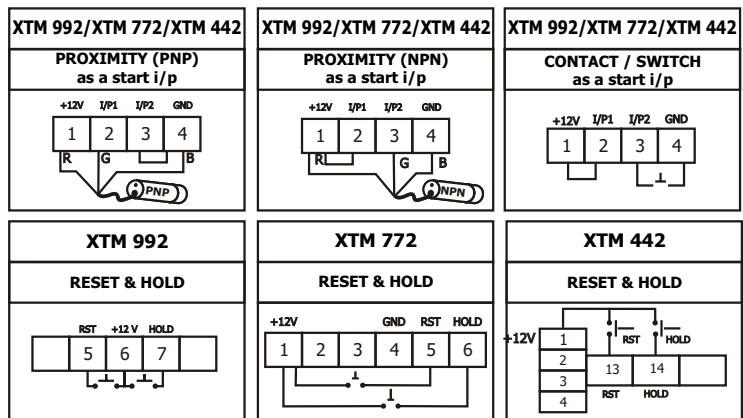 XTM 992/XTM 772/XTM 442
PROXIMITY (PNP)
as a start i/p
+12V I/P1 I/P2 GND
1 2 3 4
R G B
PNP
XTM 992/XTM 772/XTM 442
PROXIMITY (NPN)
as a start i/p
+12V I/P1 I/P2 GND
1 2 3 4
R G B
NPN
XTM 992/XTM 772/XTM 442
CONTACT / SWITCH
as a start i/p
+12V I/P1 I/P2 GND
1 2 3 4
XTM 992
RESET & HOLD
RST +12 V HOLD
5 6 7
XTM 772
RESET & HOLD
+12V GND RST HOLD
1 2 3 4 5 6
XTM 442
RESET & HOLD
+12V 1 RST HOLD
2
3 13 14
4 RST HOLD